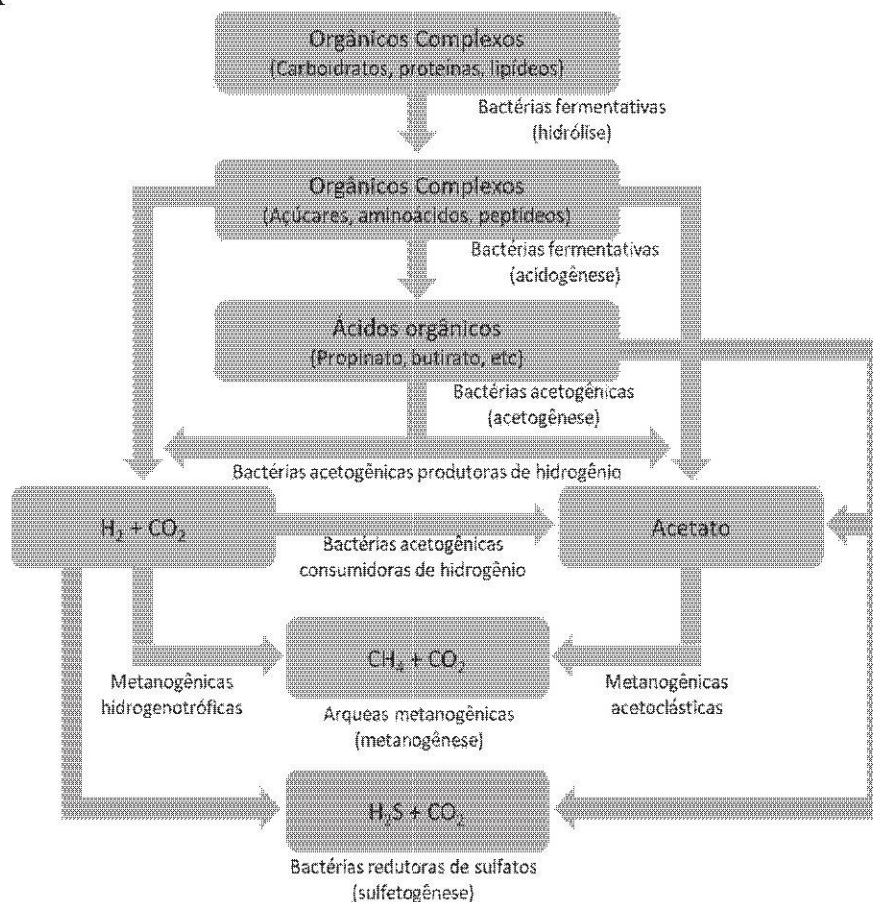 Orgânicos Complexos
(Carboidratos, proteínas, lipídeos)
Bactérias fermentativas
(hidrólise)
Orgânicos Complexos
(Açúcares, aminoácidos, peptídeos)
Bactérias fermentativas
(acidogênese)
Ácidos orgânicos
(Propinato, butirato, etc)
Bactérias acetogênicas
(acetogênese)
Bactérias acetogênicas produtoras de hidrogênio
H₂ + CO₂
Acetato
Bactérias acetogênicas
consumidoras de hidrogênio
CH₄ + CO₂
Metanogênicas
hidrogenotróficas
Metanogênicas
acetoclásticas
Arqueas metanogênicas
(metanogênese)
H₂S + CO₂
Bactérias redutoras de sulfatos
(sulfetogênese)